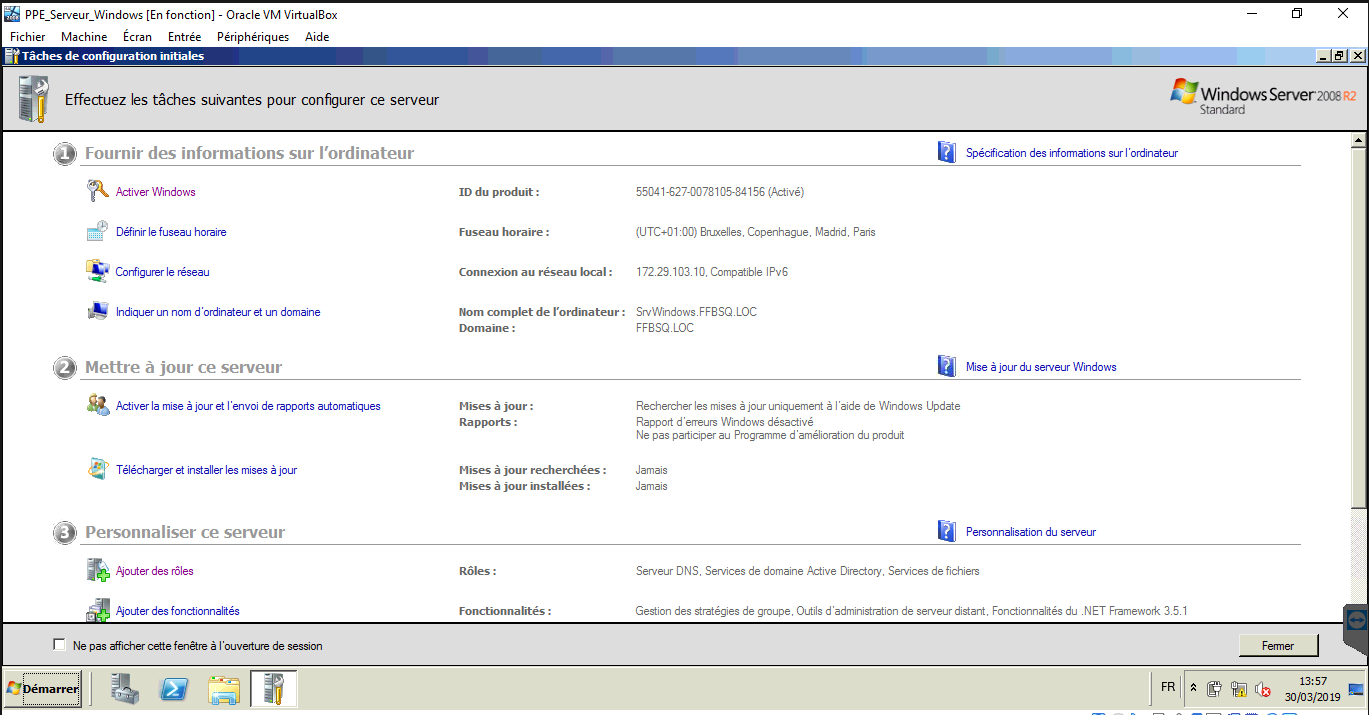 PPE_Serveur_Windows [En fonction] - Oracle VM VirtualBox
Fichier Machine Écran Entrée Périphériques Aide
Tâches de configuration initiales
Effectuez les tâches suivantes pour configurer ce serveur
Windows Server 2008 R2
Standard
1 Fournir des informations sur l'ordinateur
Spécification des informations sur l'ordinateur
Activer Windows ID du produit : 55041-627-0078105-84156 (Activé)
Définir le fuseau horaire Fuseau horaire : (UTC+01:00) Bruxelles, Copenhague, Madrid, Paris
Configurer le réseau Connexion au réseau local : 172.29.103.10, Compatible IPv6
Indiquer un nom d'ordinateur et un domaine Nom complet de l'ordinateur : SrvWindows.FFBSQ.LOC
Domaine : FFBSQ.LOC
2 Mettre à jour ce serveur
Mise à jour du serveur Windows
Activer la mise à jour et l'envoi de rapports automatiques Mises à jour : Rechercher les mises à jour uniquement à l'aide de Windows Update
Rapports : Rapport d'erreurs Windows désactivé
Ne pas participer au Programme d'amélioration du produit
Télécharger et installer les mises à jour Mises à jour recherchées : Jamais
Mises à jour installées : Jamais
3 Personnaliser ce serveur
Personnalisation du serveur
Ajouter des rôles Rôles : Serveur DNS, Services de domaine Active Directory, Services de fichiers
Ajouter des fonctionnalités Fonctionnalités : Gestion des stratégies de groupe, Outils d'administration de serveur distant, Fonctionnalités du .NET Framework 3.5.1
Ne pas afficher cette fenêtre à l'ouverture de session
Fermer
Démarrer
FR
13:57
30/03/2019